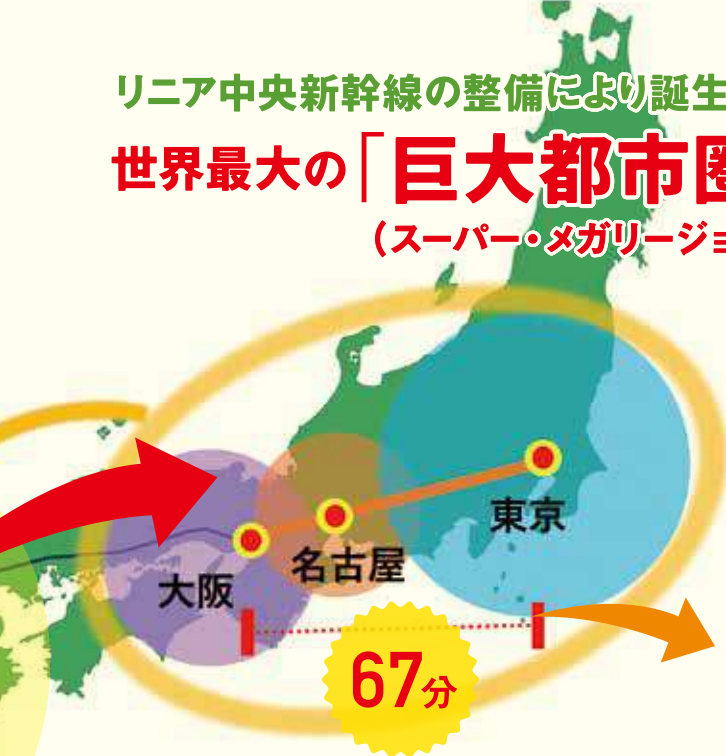 リニア中央新幹線の整備により誕生
世界最大の「巨大都市圏
（スーパー・メガリージョ
東京
名古屋
大阪
67分